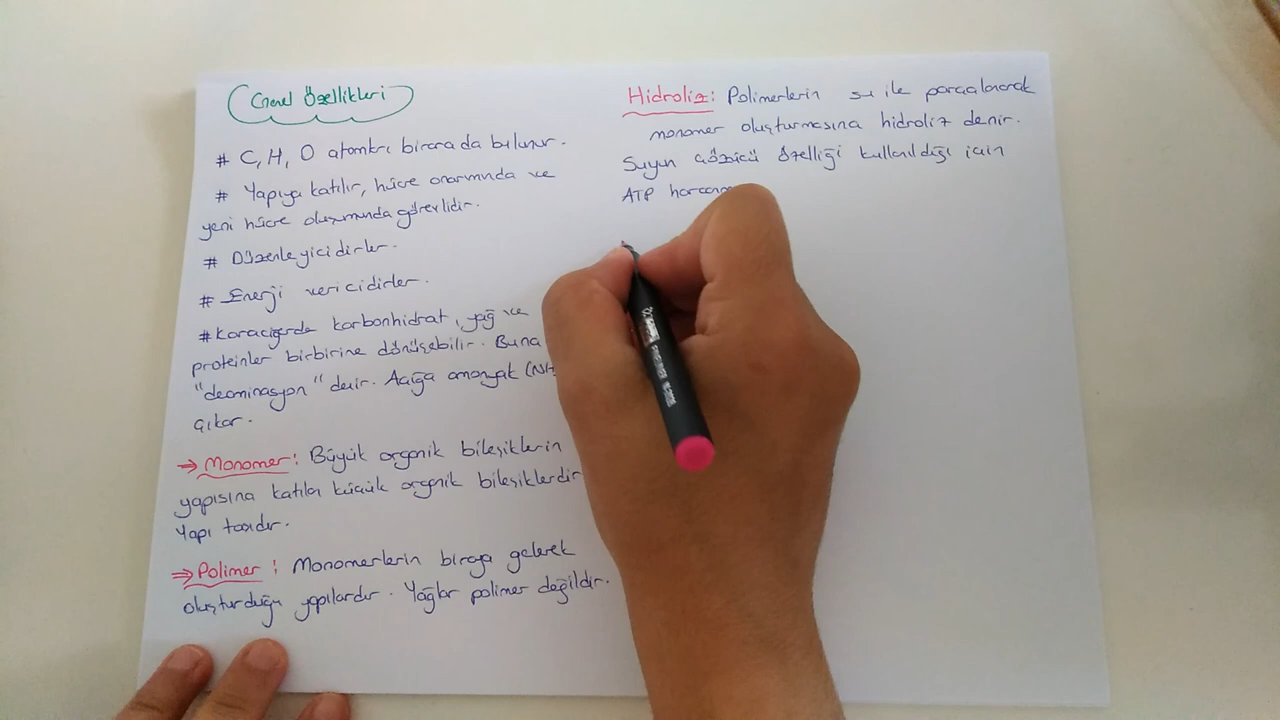 Genel Özellikleri
# C, H, O atomları birarada bulunur.
# Yapıya katılır, hücre onarımında ve
yeni hücre oluşumunda görevlidir.
# Düzenleyicidirler.
# Enerji vericidirler.
#Karaciğerde karbonhidrat, yağ ve
proteinler birbirine dönüşebilir. Buna
"deaminasyon" denir. Açığa amonyak (NH
çıkar.
→ Monomer: Büyük organik bileşiklerin
yapısına katılan küçük organik bileşiklerdir
Yapı taşıdır.
⇒ Polimer: Monomerlerin biraya gelerek
oluşturduğu yapılardır. Yağlar polimer değildir.
Hidroliz: Polimerlerin su ile parçalanarak
monomer oluşturmasına hidroliz denir.
Suyun çözücü özelliği kullanıldığı için
ATP